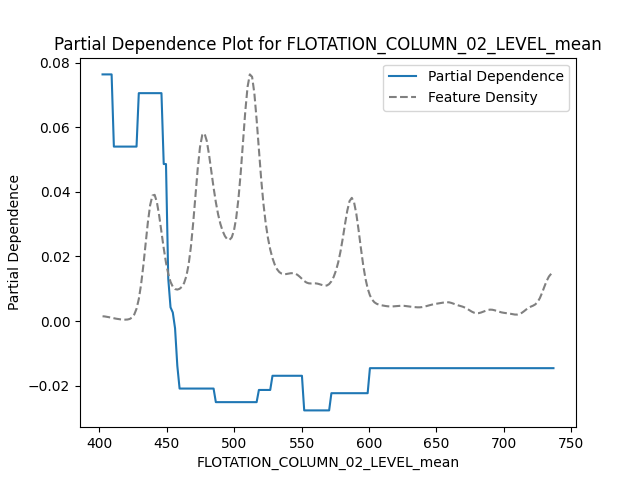 Partial Dependence Plot for FLOTATION_COLUMN_02_LEVEL_mean
Partial Dependence
Feature Density
0.08
0.06
0.04
0.02
0.00
−0.02
Partial Dependence
400
450
500
550
600
650
700
750
FLOTATION_COLUMN_02_LEVEL_mean